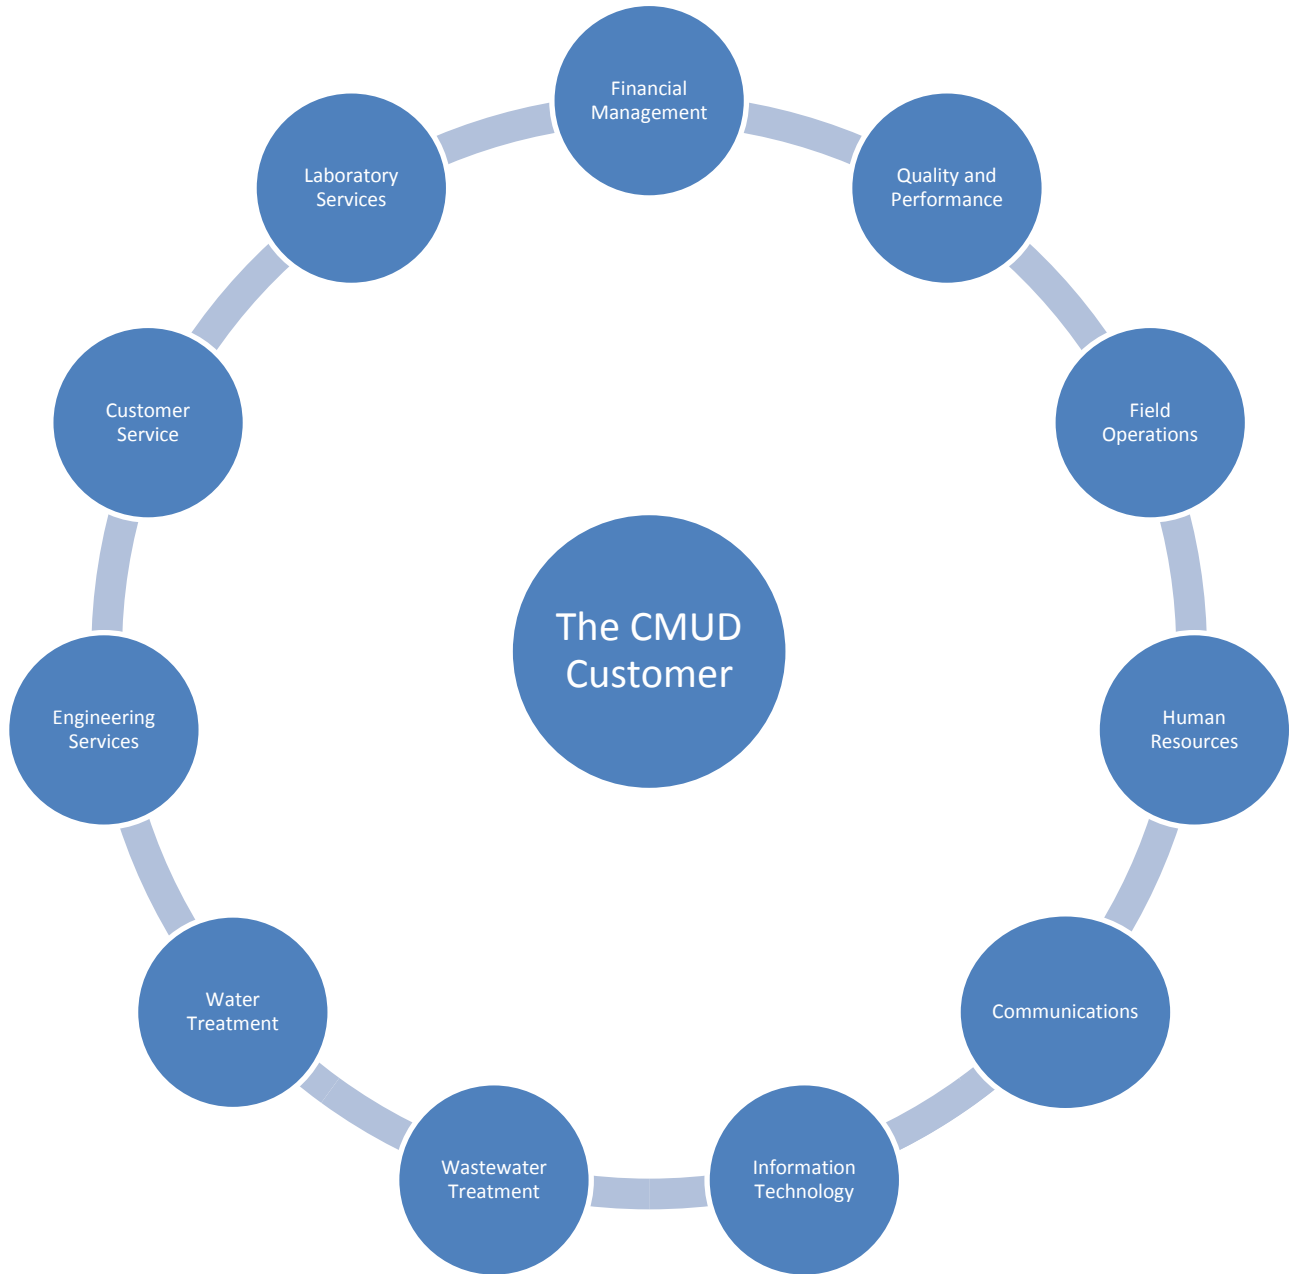 Financial
Management
Quality and
Performance
Field
Operations
Human
Resources
Communications
Information
Technology
Wastewater
Treatment
Water
Treatment
Engineering
Services
Customer
Service
Laboratory
Services
The CMUD
Customer